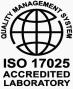 QUALITY MANAGEMENT SYSTEM
ISO 17025
ACCREDITED
LABORATORY